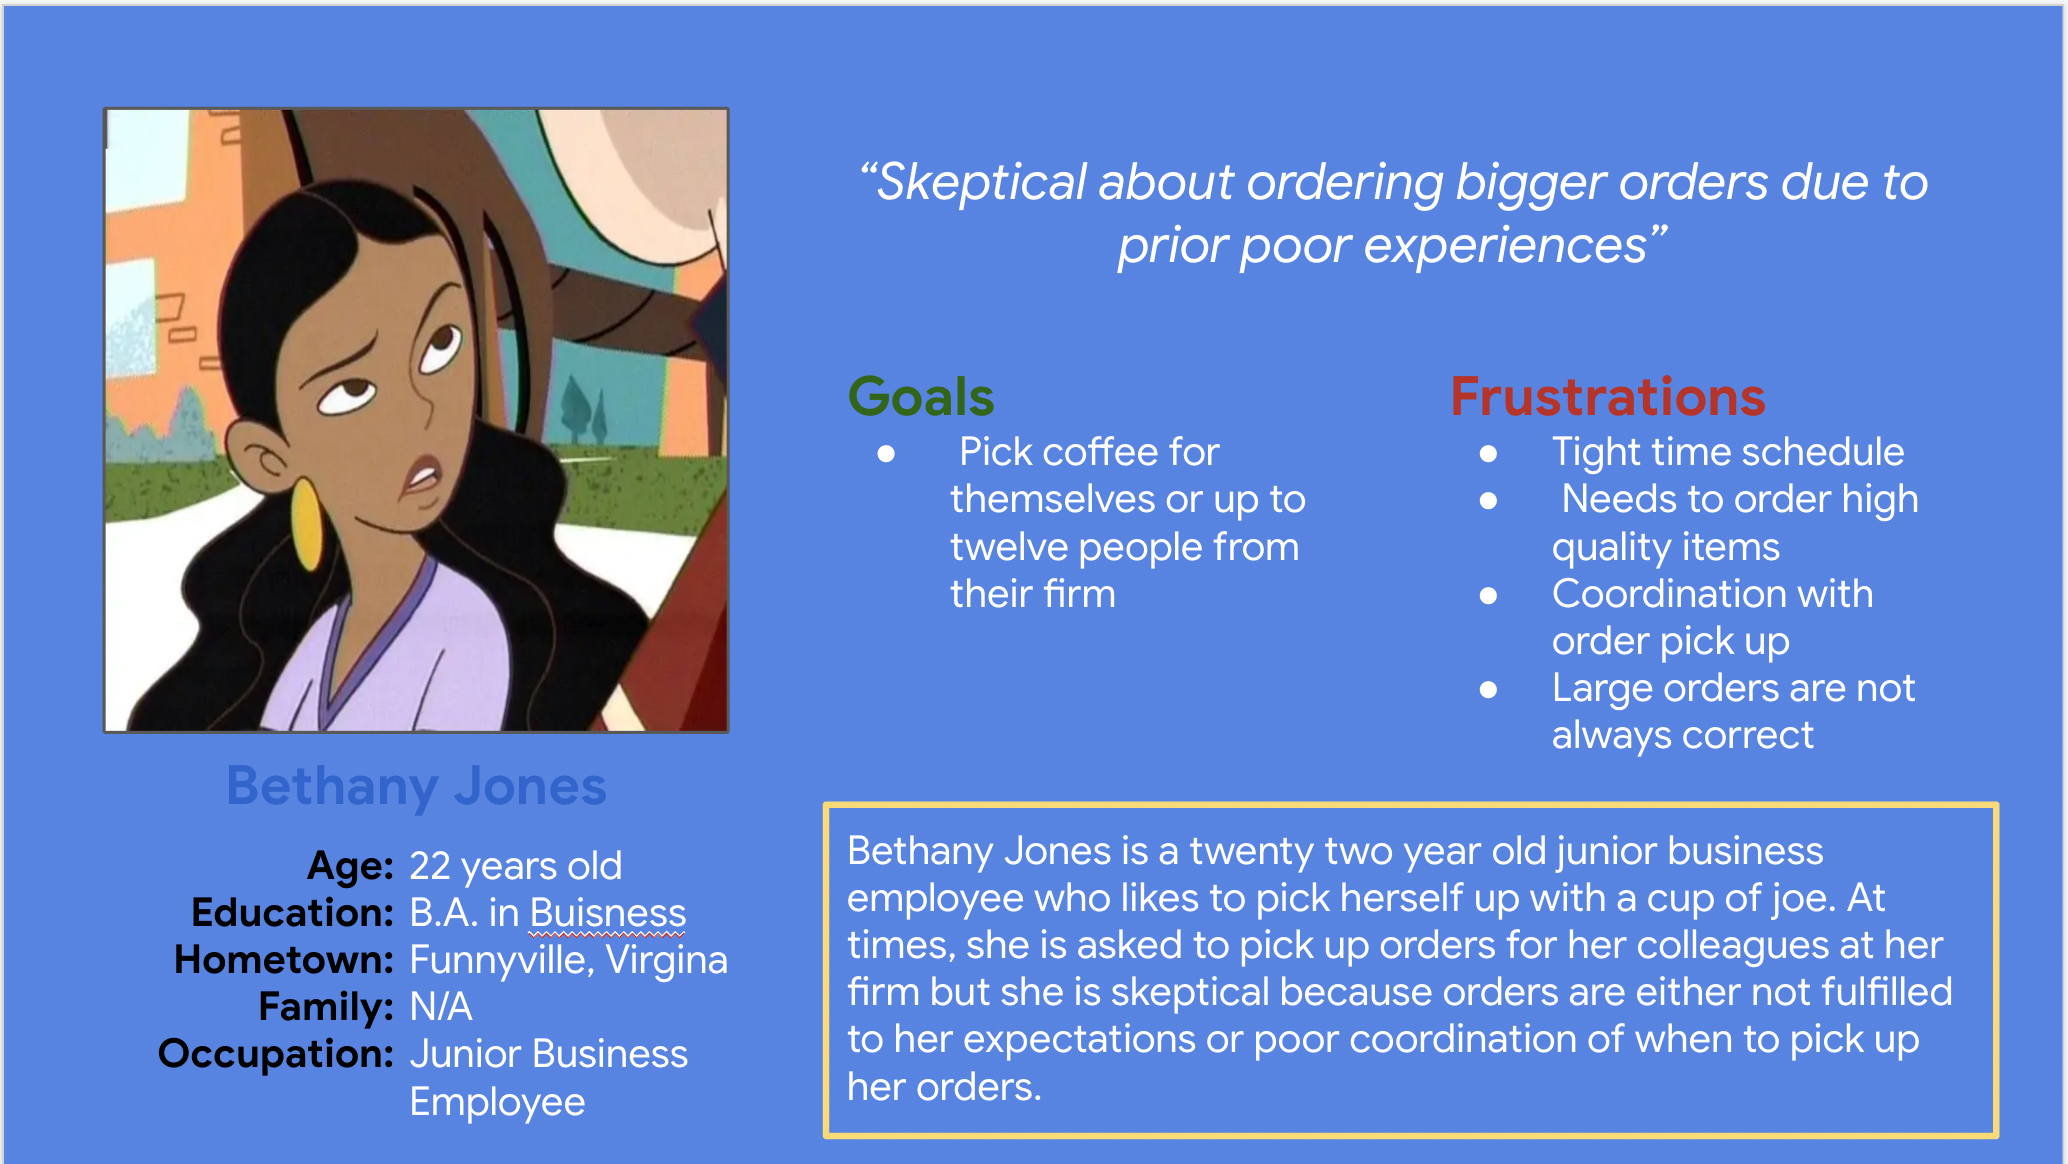 “Skeptical about ordering bigger orders due to
prior poor experiences”
Goals
● Pick coffee for
themselves or up to
twelve people from
their firm
Frustrations
● Tight time schedule
● Needs to order high
quality items
● Coordination with
order pick up
● Large orders are not
always correct
Bethany Jones
Age: 22 years old
Education: B.A. in Buisness
Hometown: Funnyville, Virgina
Family: N/A
Occupation: Junior Business
Employee
Bethany Jones is a twenty two year old junior business
employee who likes to pick herself up with a cup of joe. At
times, she is asked to pick up orders for her colleagues at her
firm but she is skeptical because orders are either not fulfilled
to her expectations or poor coordination of when to pick up
her orders.